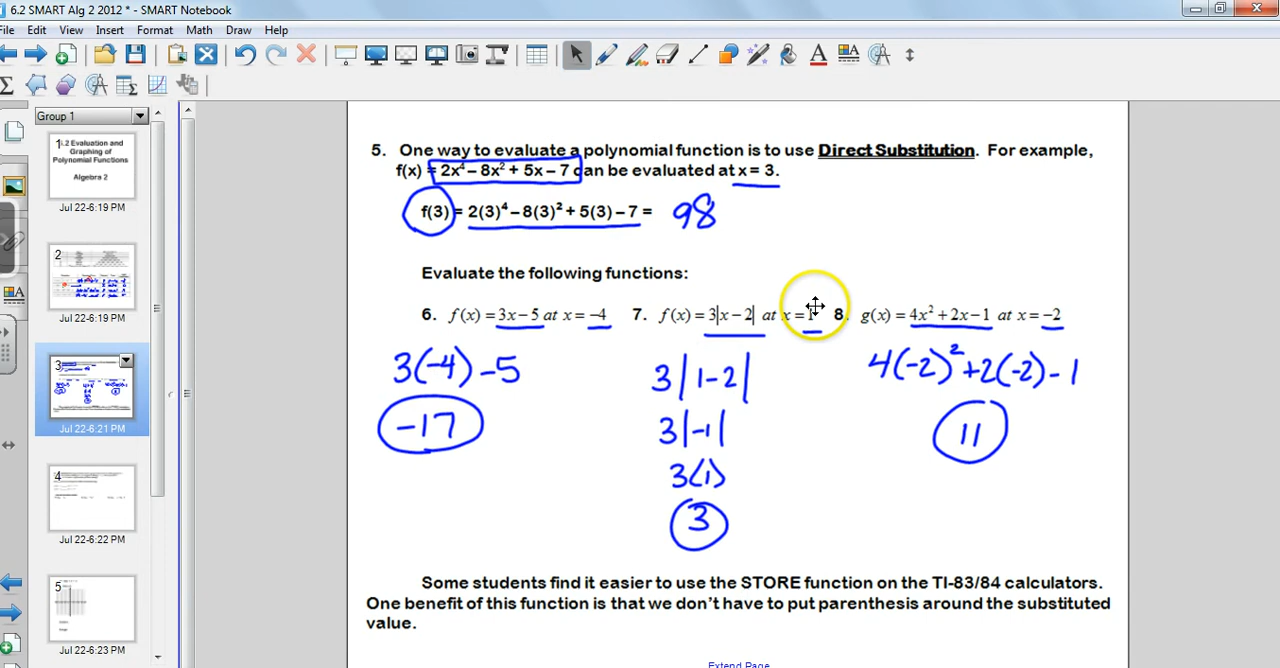 6.2 SMART Alg 2 2012 * - SMART Notebook
File Edit View Insert Format Math Draw Help
Group 1
1
6.2 Evaluation and
Graphing of
Polynomial Functions
Algebra 2
Jul 22-6:19 PM
2
Jul 22-6:19 PM
3
Jul 22-6:21 PM
4
Jul 22-6:22 PM
5
Jul 22-6:23 PM
5. One way to evaluate a polynomial function is to use Direct Substitution. For example,
f(x) = 2x⁴ – 8x² + 5x – 7 can be evaluated at x = 3.
f(3) = 2(3)⁴ – 8(3)² + 5(3) – 7 = 98
Evaluate the following functions:
6. f(x) = 3x – 5 at x = –4 7. f(x) = 3|x – 2| at x = 1 8. g(x) = 4x² + 2x – 1 at x = –2
3(-4) -5 3|1-2| 4(-2)² +2(-2) -1
-17 3|-1| 11
3(1)
3
Some students find it easier to use the STORE function on the TI-83/84 calculators.
One benefit of this function is that we don't have to put parenthesis around the substituted
value.
Extend Page